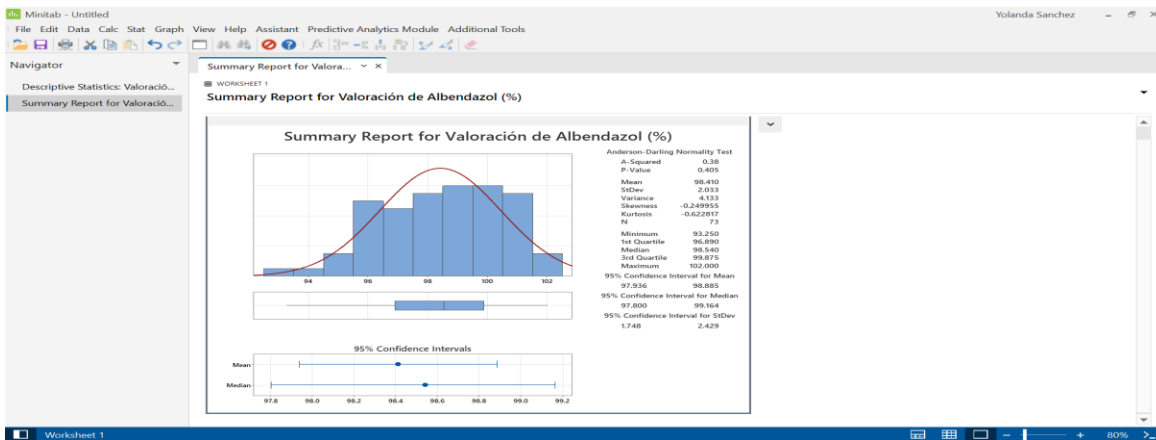 Minitab - Untitled
Yolanda Sanchez
File Edit Data Calc Stat Graph View Help Assistant Predictive Analytics Module Additional Tools
Navigator
Summary Report for Valora...
Descriptive Statistics: Valoració...
Summary Report for Valoració...
WORKSHEET 1
Summary Report for Valoración de Albendazol (%)
Summary Report for Valoración de Albendazol (%)
Anderson-Darling Normality Test
A-Squared 0.38
P-Value 0.405
Mean 98.410
StDev 2.033
Variance 4.133
Skewness -0.249955
Kurtosis -0.622817
N 73
Minimum 93.250
1st Quartile 96.890
Median 98.540
3rd Quartile 99.875
Maximum 102.000
95% Confidence Interval for Mean
97.936 98.885
95% Confidence Interval for Median
97.800 99.164
95% Confidence Interval for StDev
1.748 2.429
94 96 98 100 102
95% Confidence Intervals
Mean
Median
97.8 98.0 98.2 98.4 98.6 98.8 99.0 99.2
Worksheet 1
80%